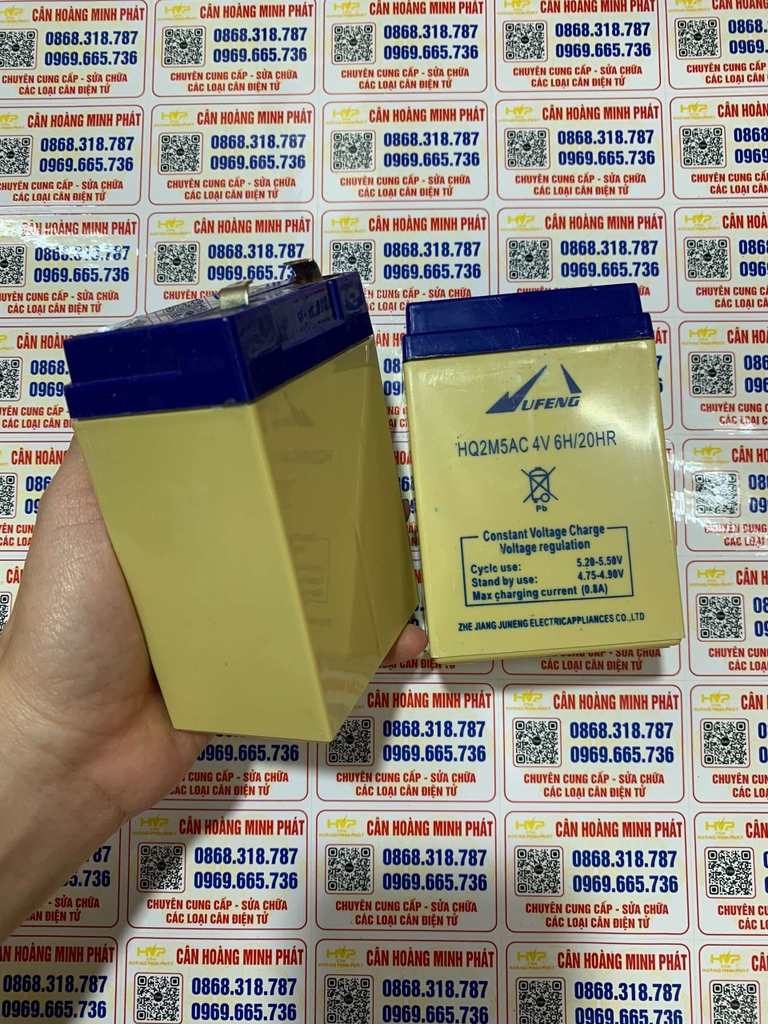 CÂN HOÀNG MINH PHÁT
0868.318.787
0969.665.736
CHUYÊN CUNG CẤP - SỬA CHỮA
CÁC LOẠI CÂN ĐIỆN TỬ
UFENG
HQ2M5AC 4V 6H/20HR
Pb
Constant Voltage Charge
Voltage regulation
Cyclo use: 5.20-5.50V
Stand by use: 4.75-4.90V
Max charging current (0.8A)
ZHE JIANG JUNENG ELECTRICAPPLIANCES CO.,LTD